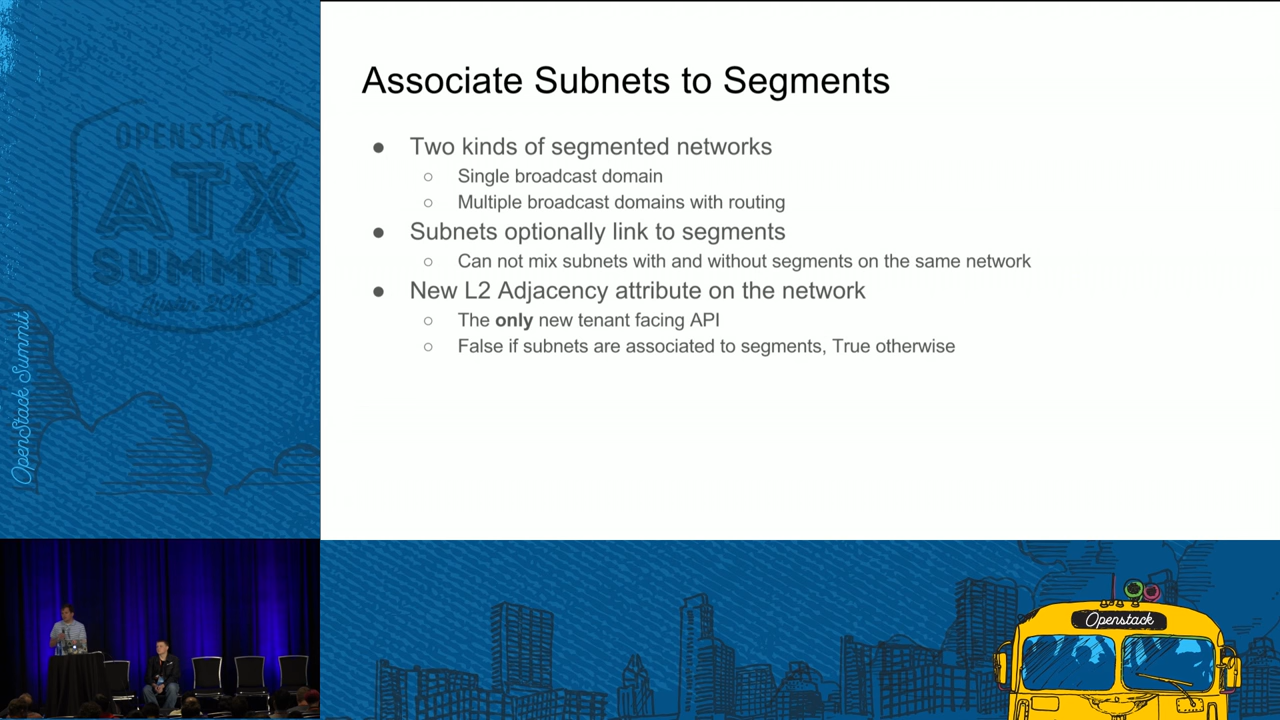 Associate Subnets to Segments
● Two kinds of segmented networks
○ Single broadcast domain
○ Multiple broadcast domains with routing
● Subnets optionally link to segments
○ Can not mix subnets with and without segments on the same network
● New L2 Adjacency attribute on the network
○ The only new tenant facing API
○ False if subnets are associated to segments, True otherwise
OPENSTACK
ATX
SUMMIT
Austin 2016
OpenStack Summit
Openstack